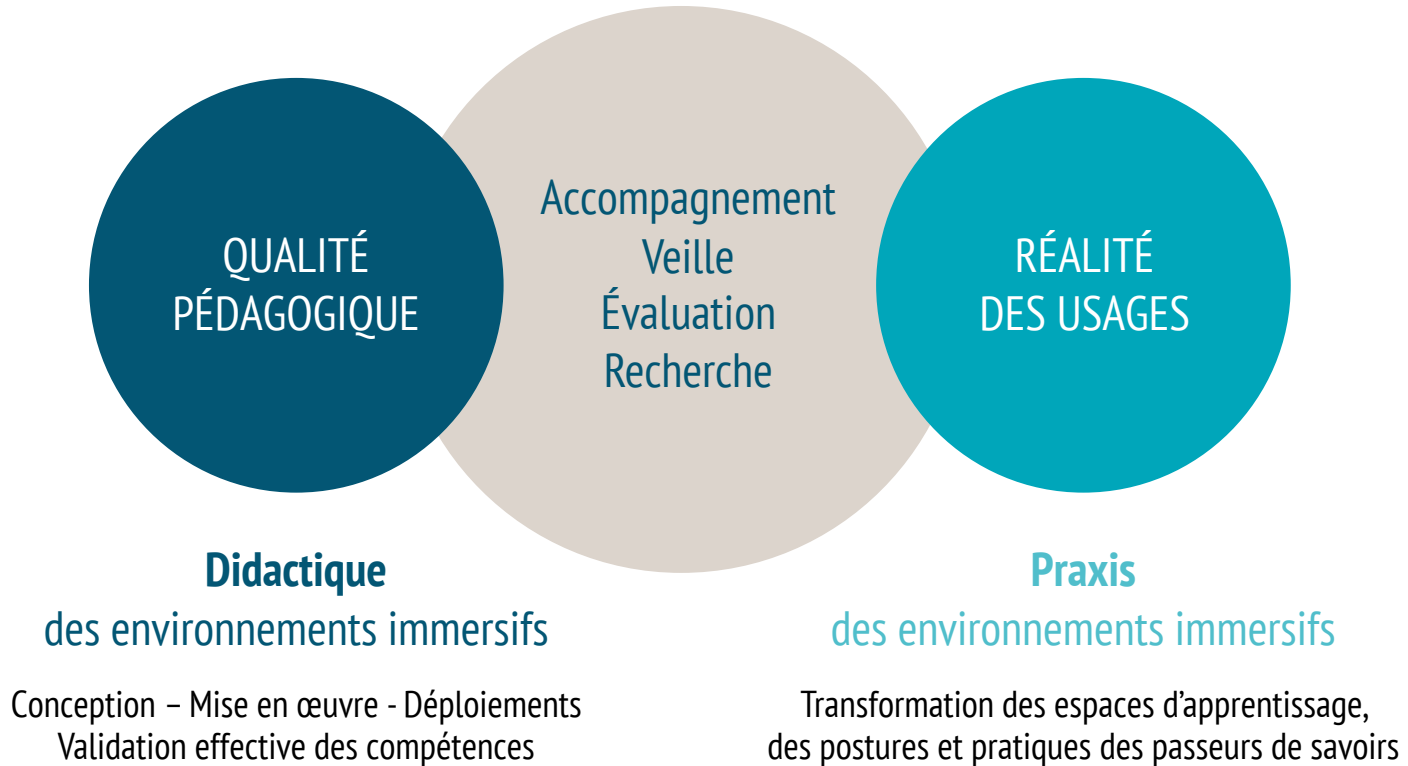 QUALITÉ
PÉDAGOGIQUE
Accompagnement
Veille
Évaluation
Recherche
RÉALITÉ
DES USAGES
Didactique
des environnements immersifs
Conception – Mise en œuvre - Déploiements
Validation effective des compétences
Praxis
des environnements immersifs
Transformation des espaces d’apprentissage,
des postures et pratiques des passeurs de savoirs